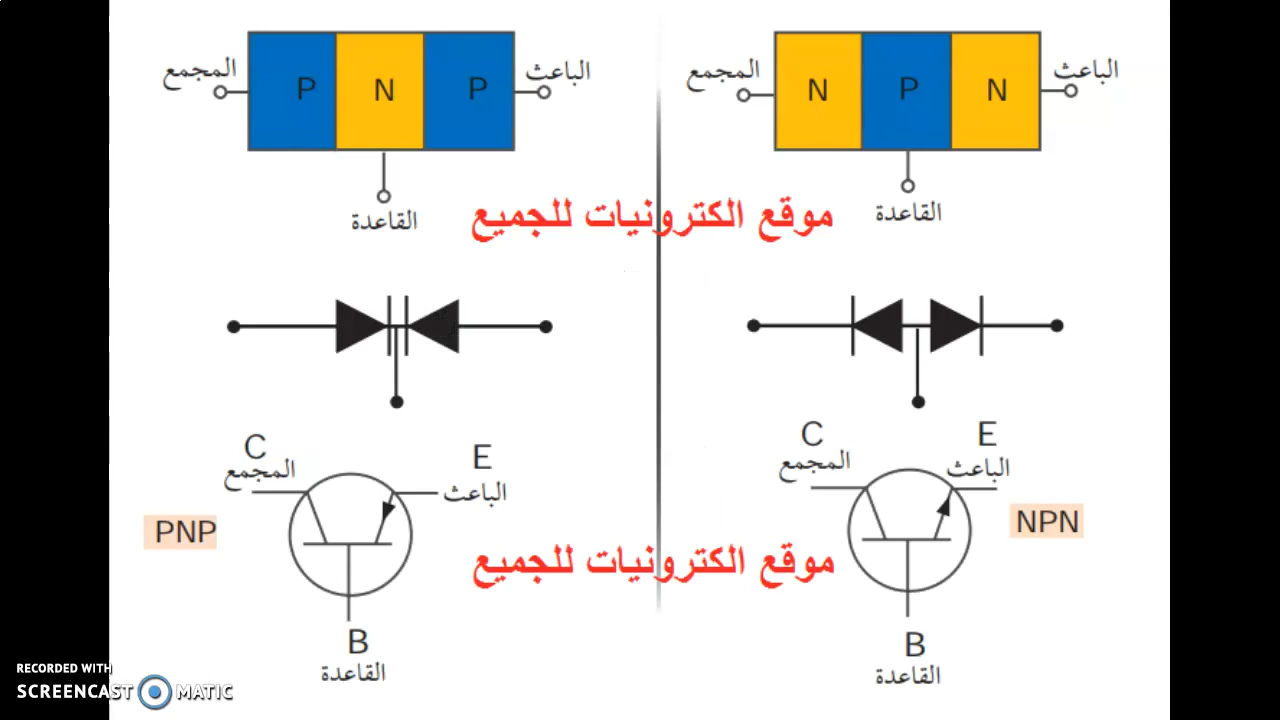 المجمع
P N P
الباعث
القاعدة
المجمع
N P N
الباعث
القاعدة
موقع الكترونيات للجميع
C
المجمع
E
الباعث
PNP
B
القاعدة
C
المجمع
E
الباعث
NPN
B
القاعدة
موقع الكترونيات للجميع
RECORDED WITH
SCREENCAST MATIC